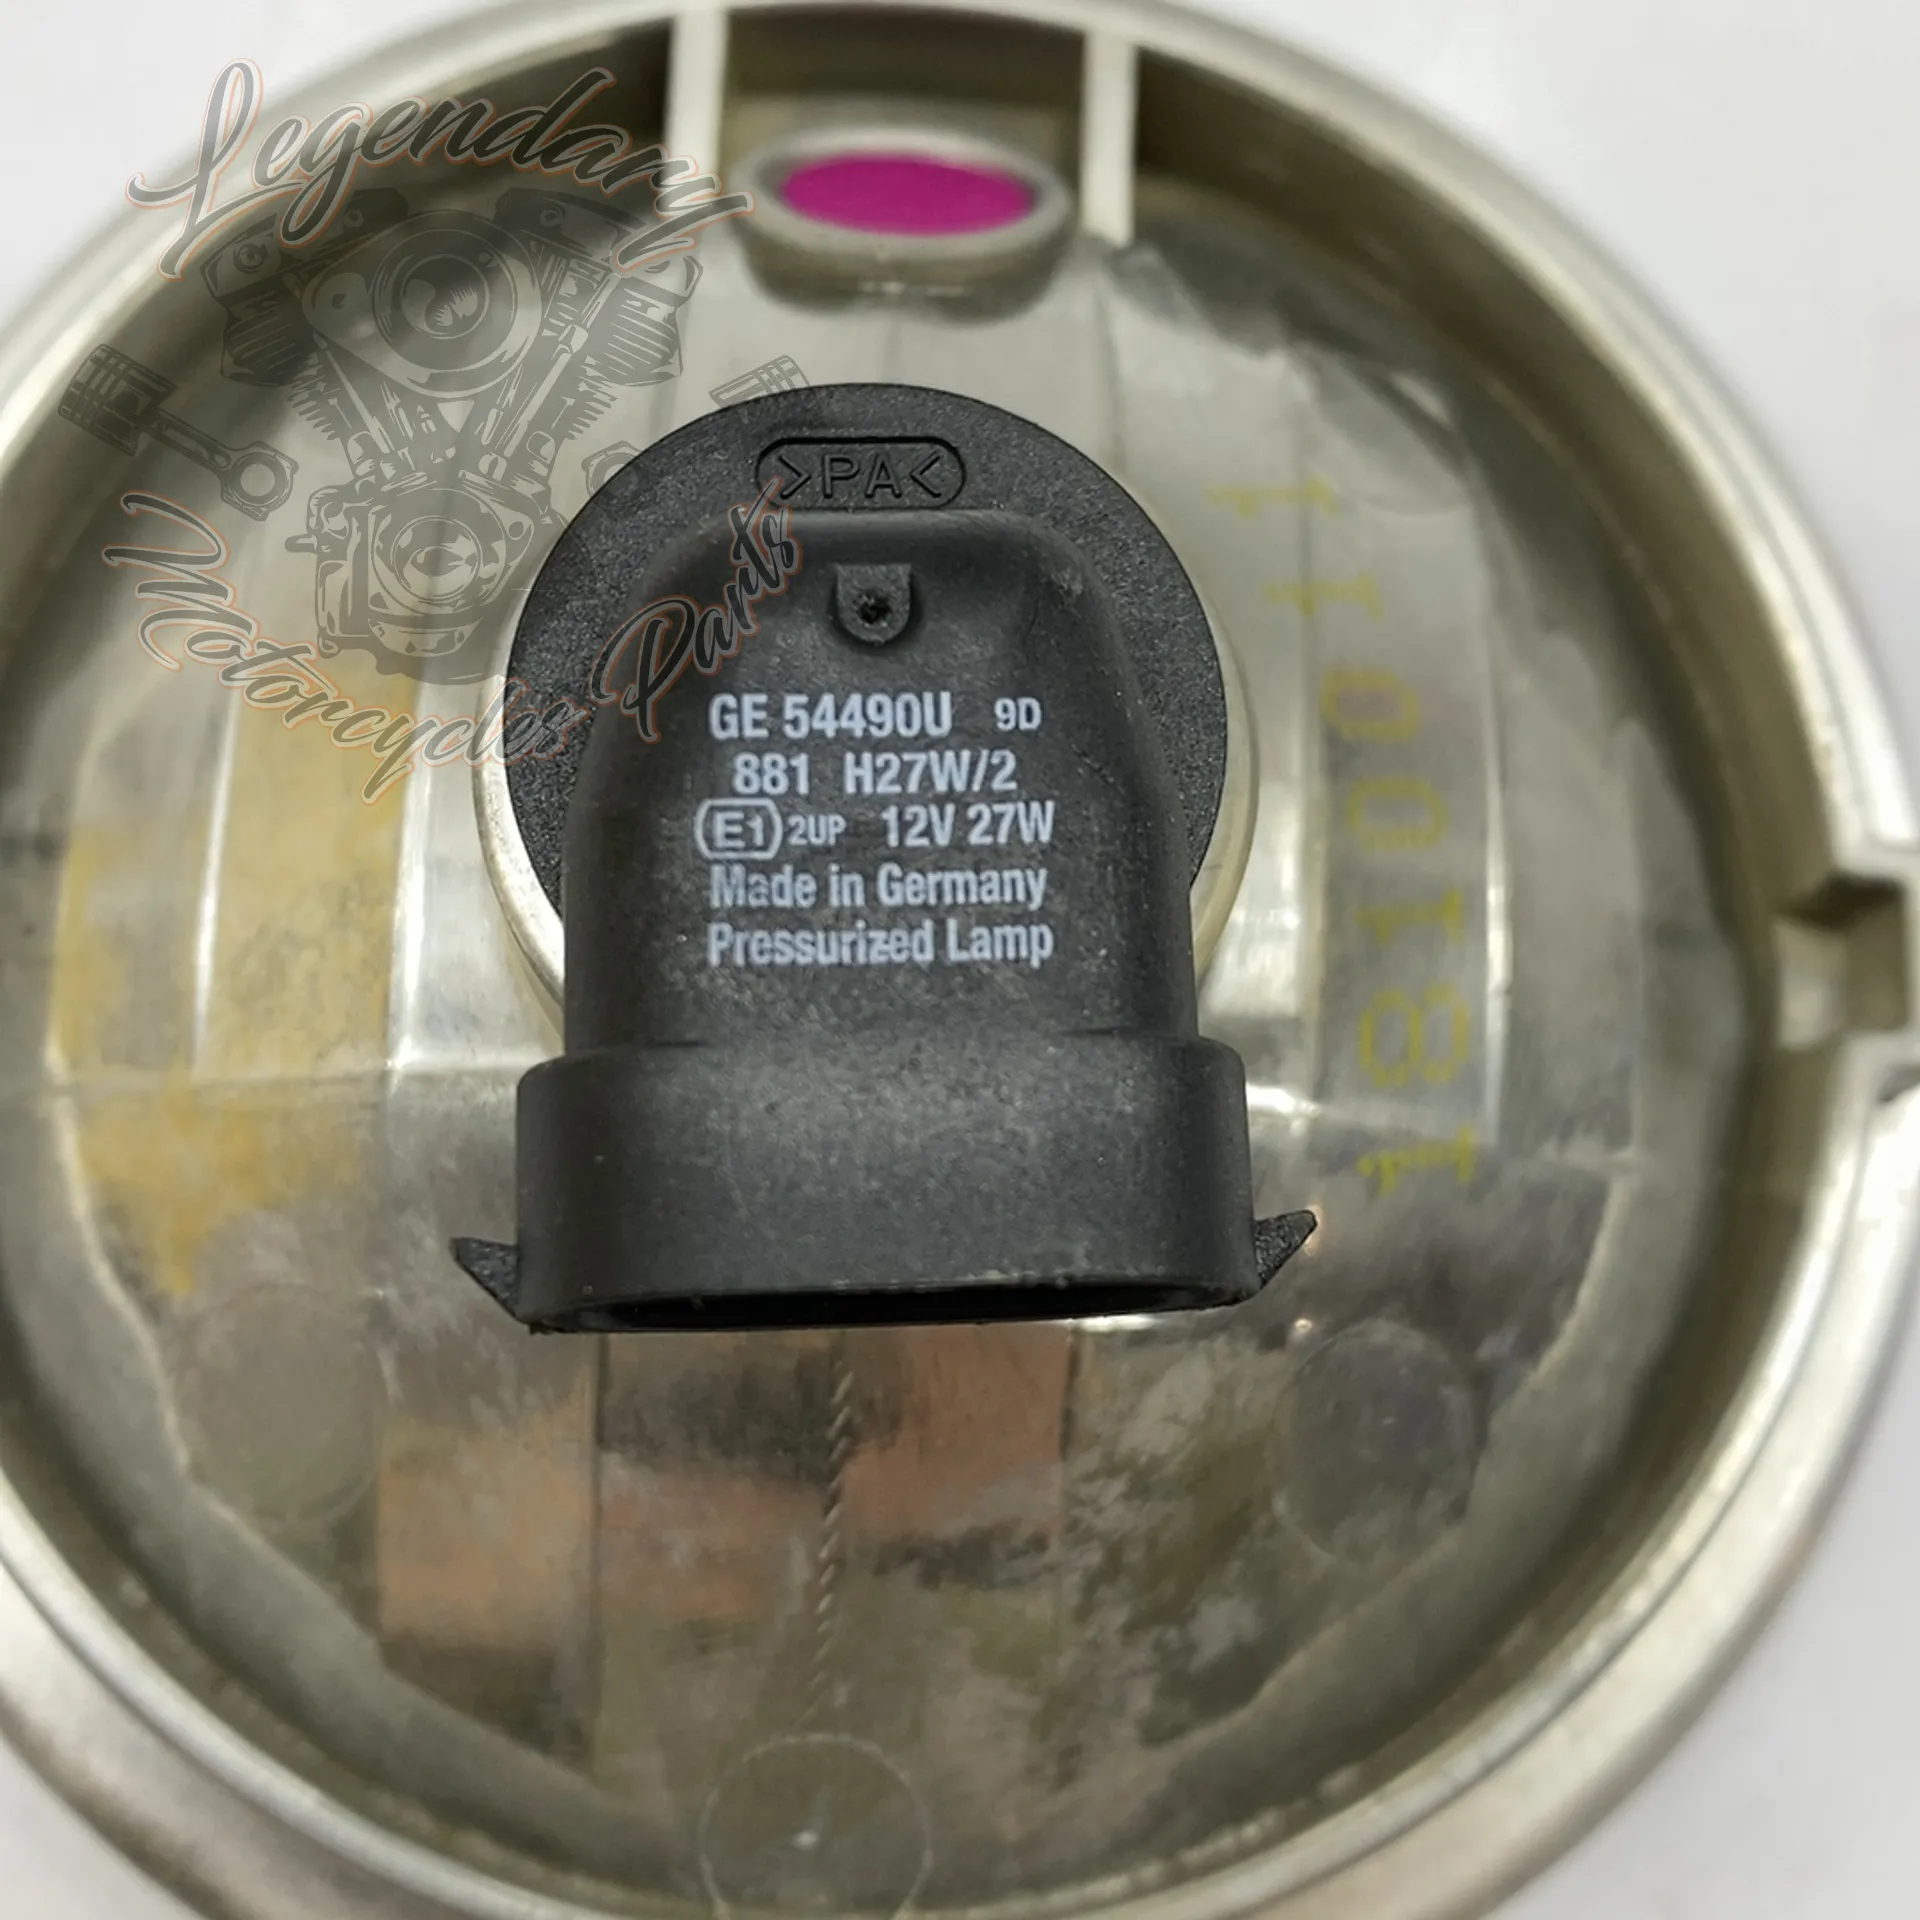 Legendary
Motorcycles Parts
>PA<
GE 54490U 9D
881 H27W/2
E1 2UP 12V 27W
Made in Germany
Pressurized Lamp